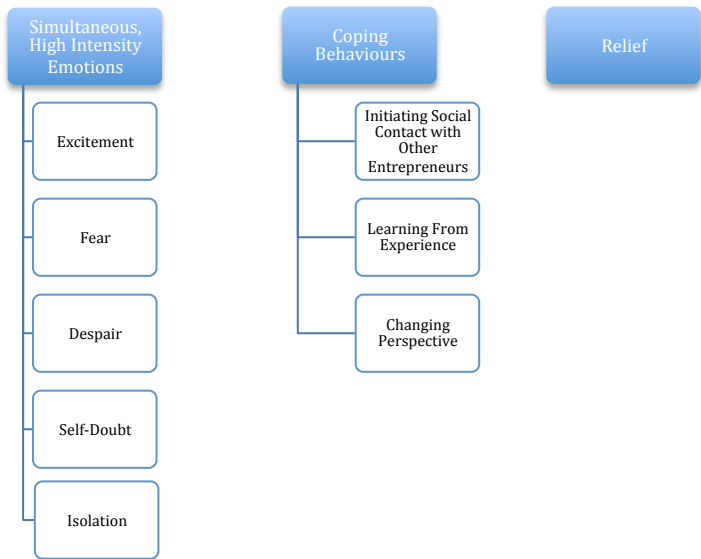 Simultaneous,
High Intensity
Emotions
Excitement
Fear
Despair
Self-Doubt
Isolation
Coping
Behaviours
Initiating Social
Contact with
Other
Entrepreneurs
Learning From
Experience
Changing
Perspective
Relief